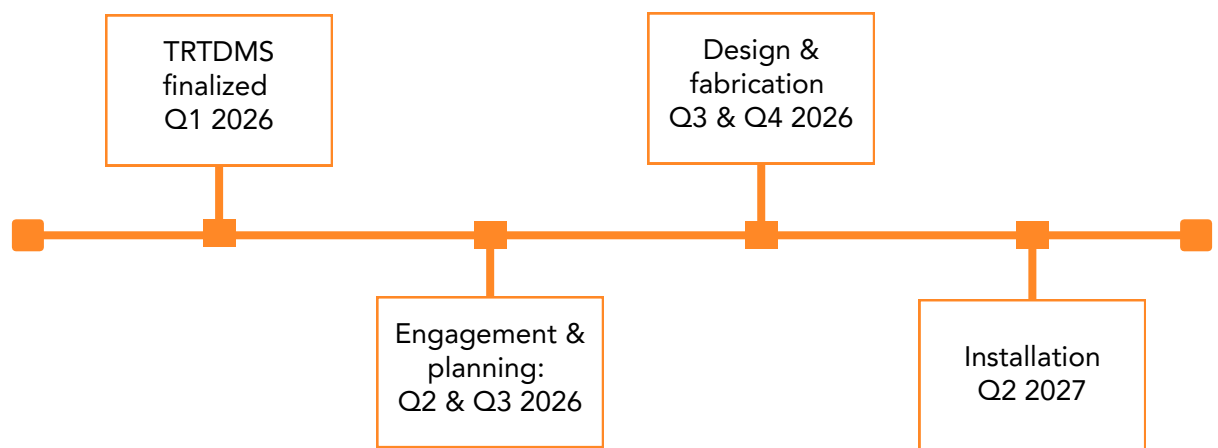 TRTDMS
finalized
Q1 2026
Engagement &
planning:
Q2 & Q3 2026
Design &
fabrication
Q3 & Q4 2026
Installation
Q2 2027